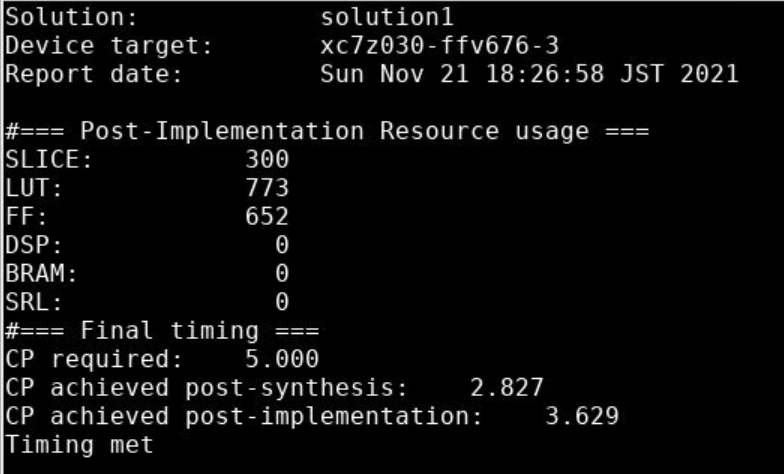 Solution:            solution1
Device target:       xc7z030-ffv676-3
Report date:         Sun Nov 21 18:26:58 JST 2021

#=== Post-Implementation Resource usage ===
SLICE:          300
LUT:            773
FF:             652
DSP:              0
BRAM:             0
SRL:              0
#=== Final timing ===
CP required:    5.000
CP achieved post-synthesis:    2.827
CP achieved post-implementation:    3.629
Timing met